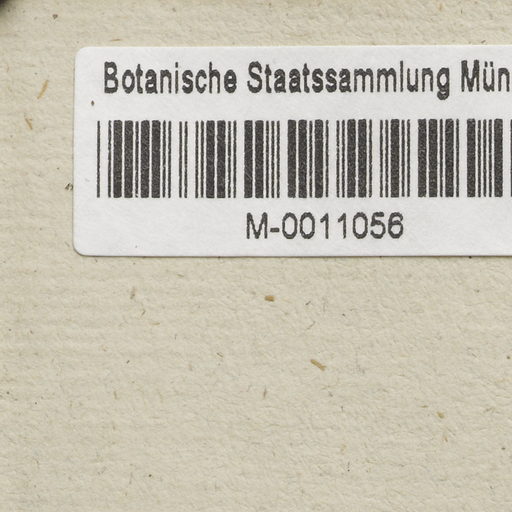 Botanische Staatssammlung Mün
M-0011056